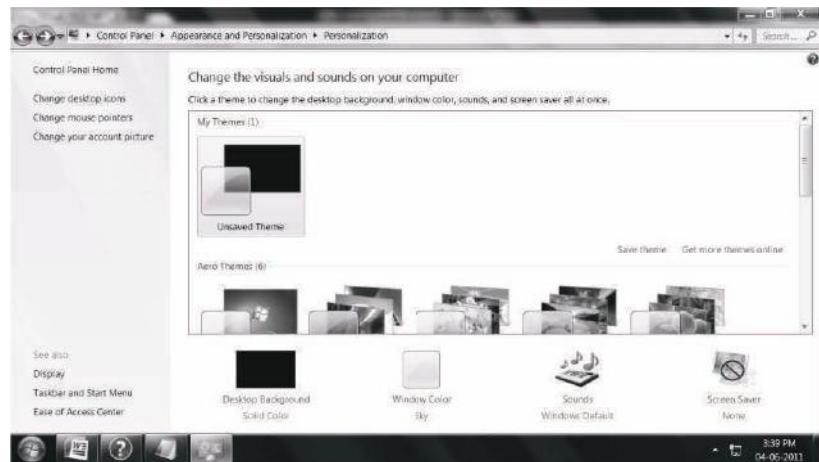 Control Panel ▸ Appearance and Personalization ▸ Personalization
Search...
Control Panel Home
Change desktop icons
Change mouse pointers
Change your account picture
Change the visuals and sounds on your computer
Click a theme to change the desktop background, window color, sounds, and screen saver all at once.
My Themes (1)
Unsaved Theme
Save theme Get more themes online
Aero Themes (6)
See also
Display
Taskbar and Start Menu
Ease of Access Center
Desktop Background
Solid Color
Window Color
Sky
Sounds
Windows Default
Screen Saver
None
3:39 PM
04-06-2011